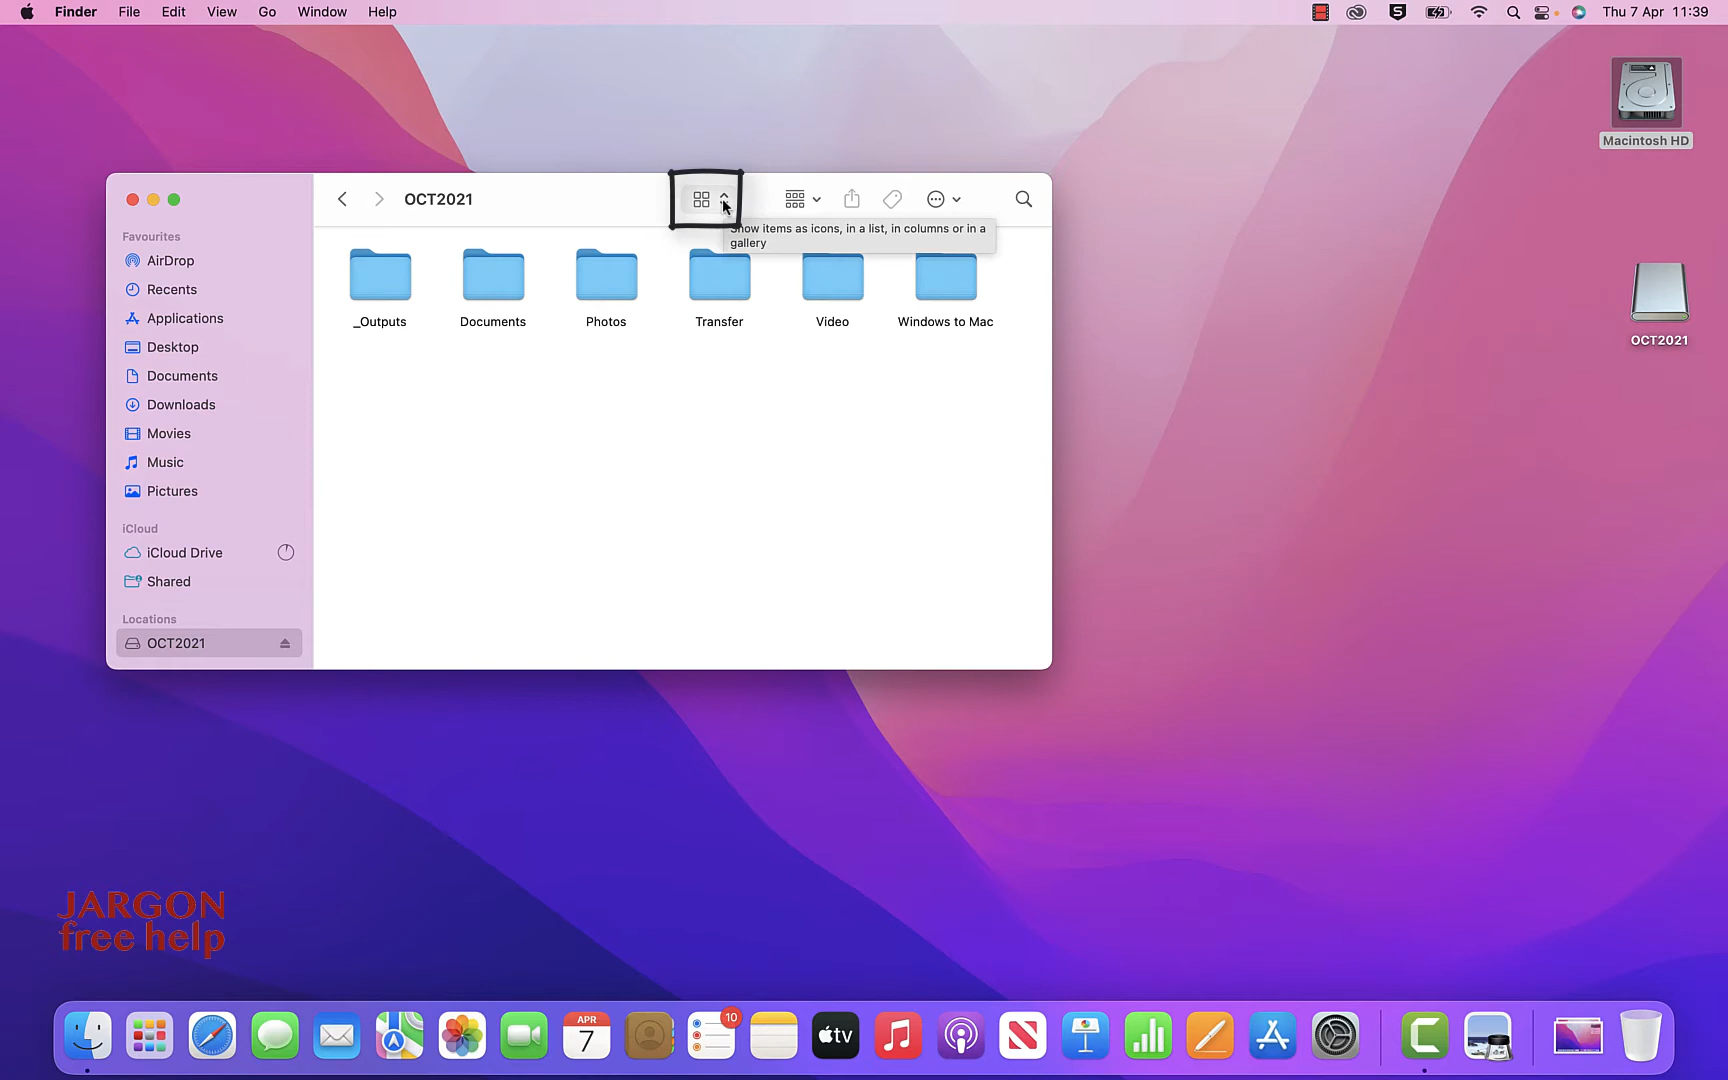 Finder File Edit View Go Window Help
Thu 7 Apr 11:39
Macintosh HD
OCT2021
OCT2021
Show items as icons, in a list, in columns or in a
gallery
Favourites
AirDrop
Recents
Applications
Desktop
Documents
Downloads
Movies
Music
Pictures
iCloud
iCloud Drive
Shared
Locations
OCT2021
_Outputs
Documents
Photos
Transfer
Video
Windows to Mac
JARGON
free help
APR
7
10
tv